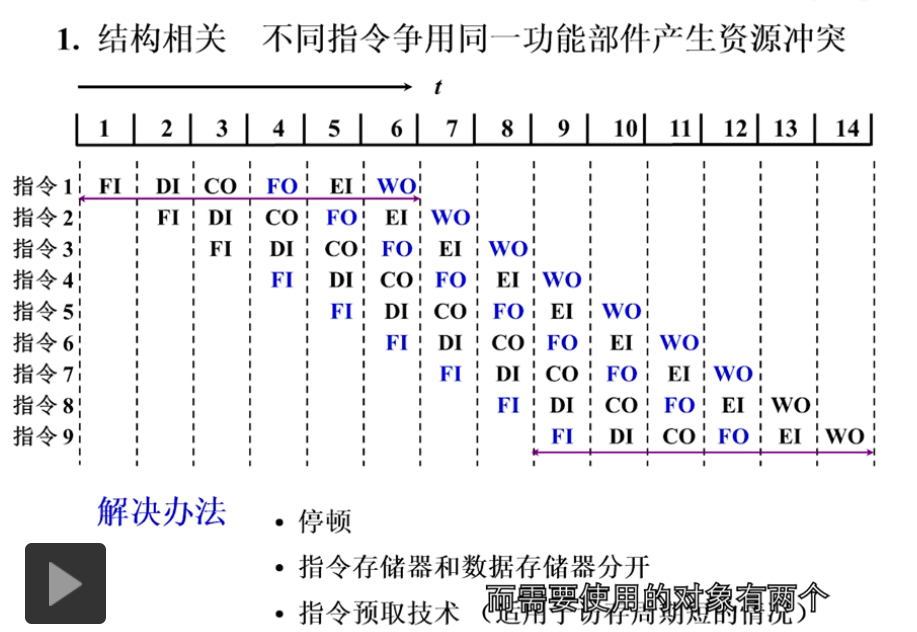 1. 结构相关 不同指令争用同一功能部件产生资源冲突
t
1 2 3 4 5 6 7 8 9 10 11 12 13 14
指令 1 FI DI CO FO EI WO
指令 2 FI DI CO FO EI WO
指令 3 FI DI CO FO EI WO
指令 4 FI DI CO FO EI WO
指令 5 FI DI CO FO EI WO
指令 6 FI DI CO FO EI WO
指令 7 FI DI CO FO EI WO
指令 8 FI DI CO FO EI WO
指令 9 FI DI CO FO EI WO
解决办法
• 停顿
• 指令存储器和数据存储器分开
• 指令预取技术 (适用于访存周期短的情况)
而需要使用的对象有两个